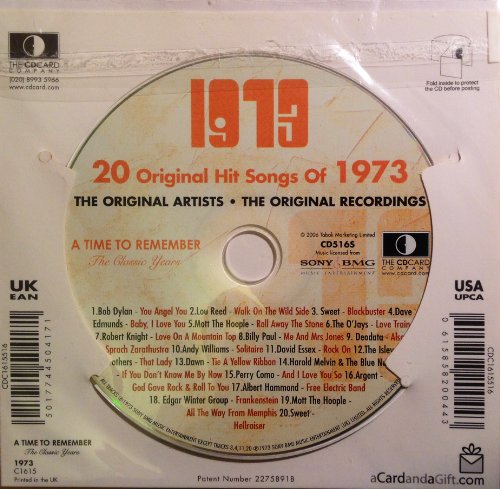 THE CDCARD
COMPANY
(020) 8993 5966
www.cdcard.com
Fold inside to protect
the CD before posting
1973
20 Original Hit Songs Of 1973
THE ORIGINAL ARTISTS • THE ORIGINAL RECORDINGS
A TIME TO REMEMBER
The Classic Years
© 2006 Tabak Marketing Limited
CD5165
Music licensed from
SONY BMG
MUSIC ENTERTAINMENT
THE CDCARD
COMPANY
UK
EAN
USA
UPCA
1.Bob Dylan - You Angel You 2.Lou Reed - Walk On The Wild Side 3. Sweet - Blockbuster 4.Dave
Edmunds - Baby, I Love You 5.Mott The Hoople - Roll Away The Stone 6.The O'Jays - Love Train
7.Robert Knight - Love On A Mountain Top 8.Billy Paul - Me And Mrs Jones 9. Deodata - Also
Sprach Zarathustra 10.Andy Williams - Solitaire 11.David Essex - Rock On 12.The Isley
others - That Lady 13.Dawn - Tie A Yellow Ribbon 14.Harold Melvin & The Blue N
- If You Don't Know Me By Now 15.Perry Como - And I Love You So 16 Argent -
God Gave Rock & Roll To You 17.Albert Hammond - Free Electric Band
18. Edgar Winter Group - Frankenstein 19.Mott The Hoople -
All The Way From Memphis 20.Sweet -
Hellraiser
CDC1615516
5017744504171
CDC1615516
0 61585 20044 3
A TIME TO REMEMBER
The Classic Years
1973
C1615
Printed in the UK
Patent Number 2275891B
aCardandaGift.com